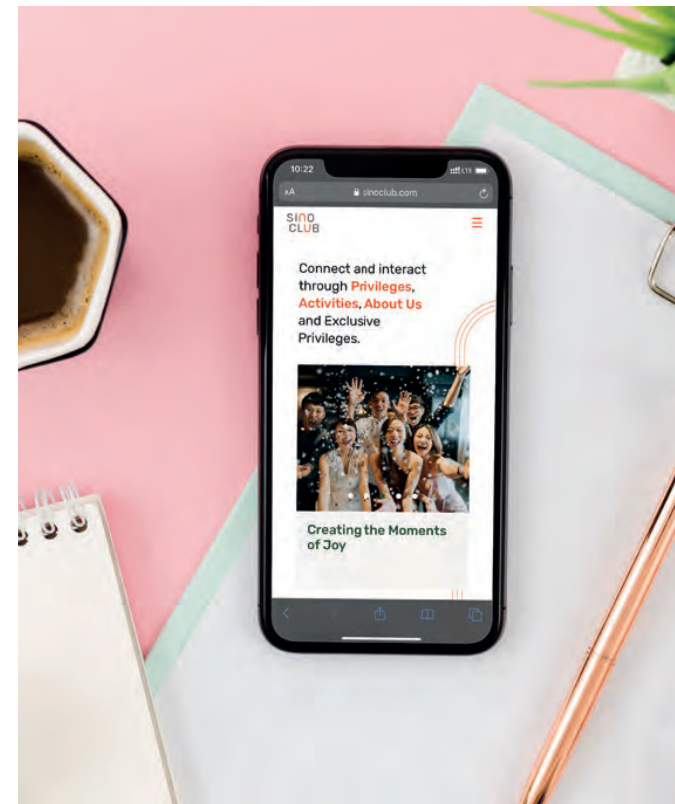 10:22
LTE
AA
sinoclub.com
SINO
CLUB
Connect and interact
through Privileges,
Activities, About Us
and Exclusive
Privileges.
Creating the Moments
of Joy